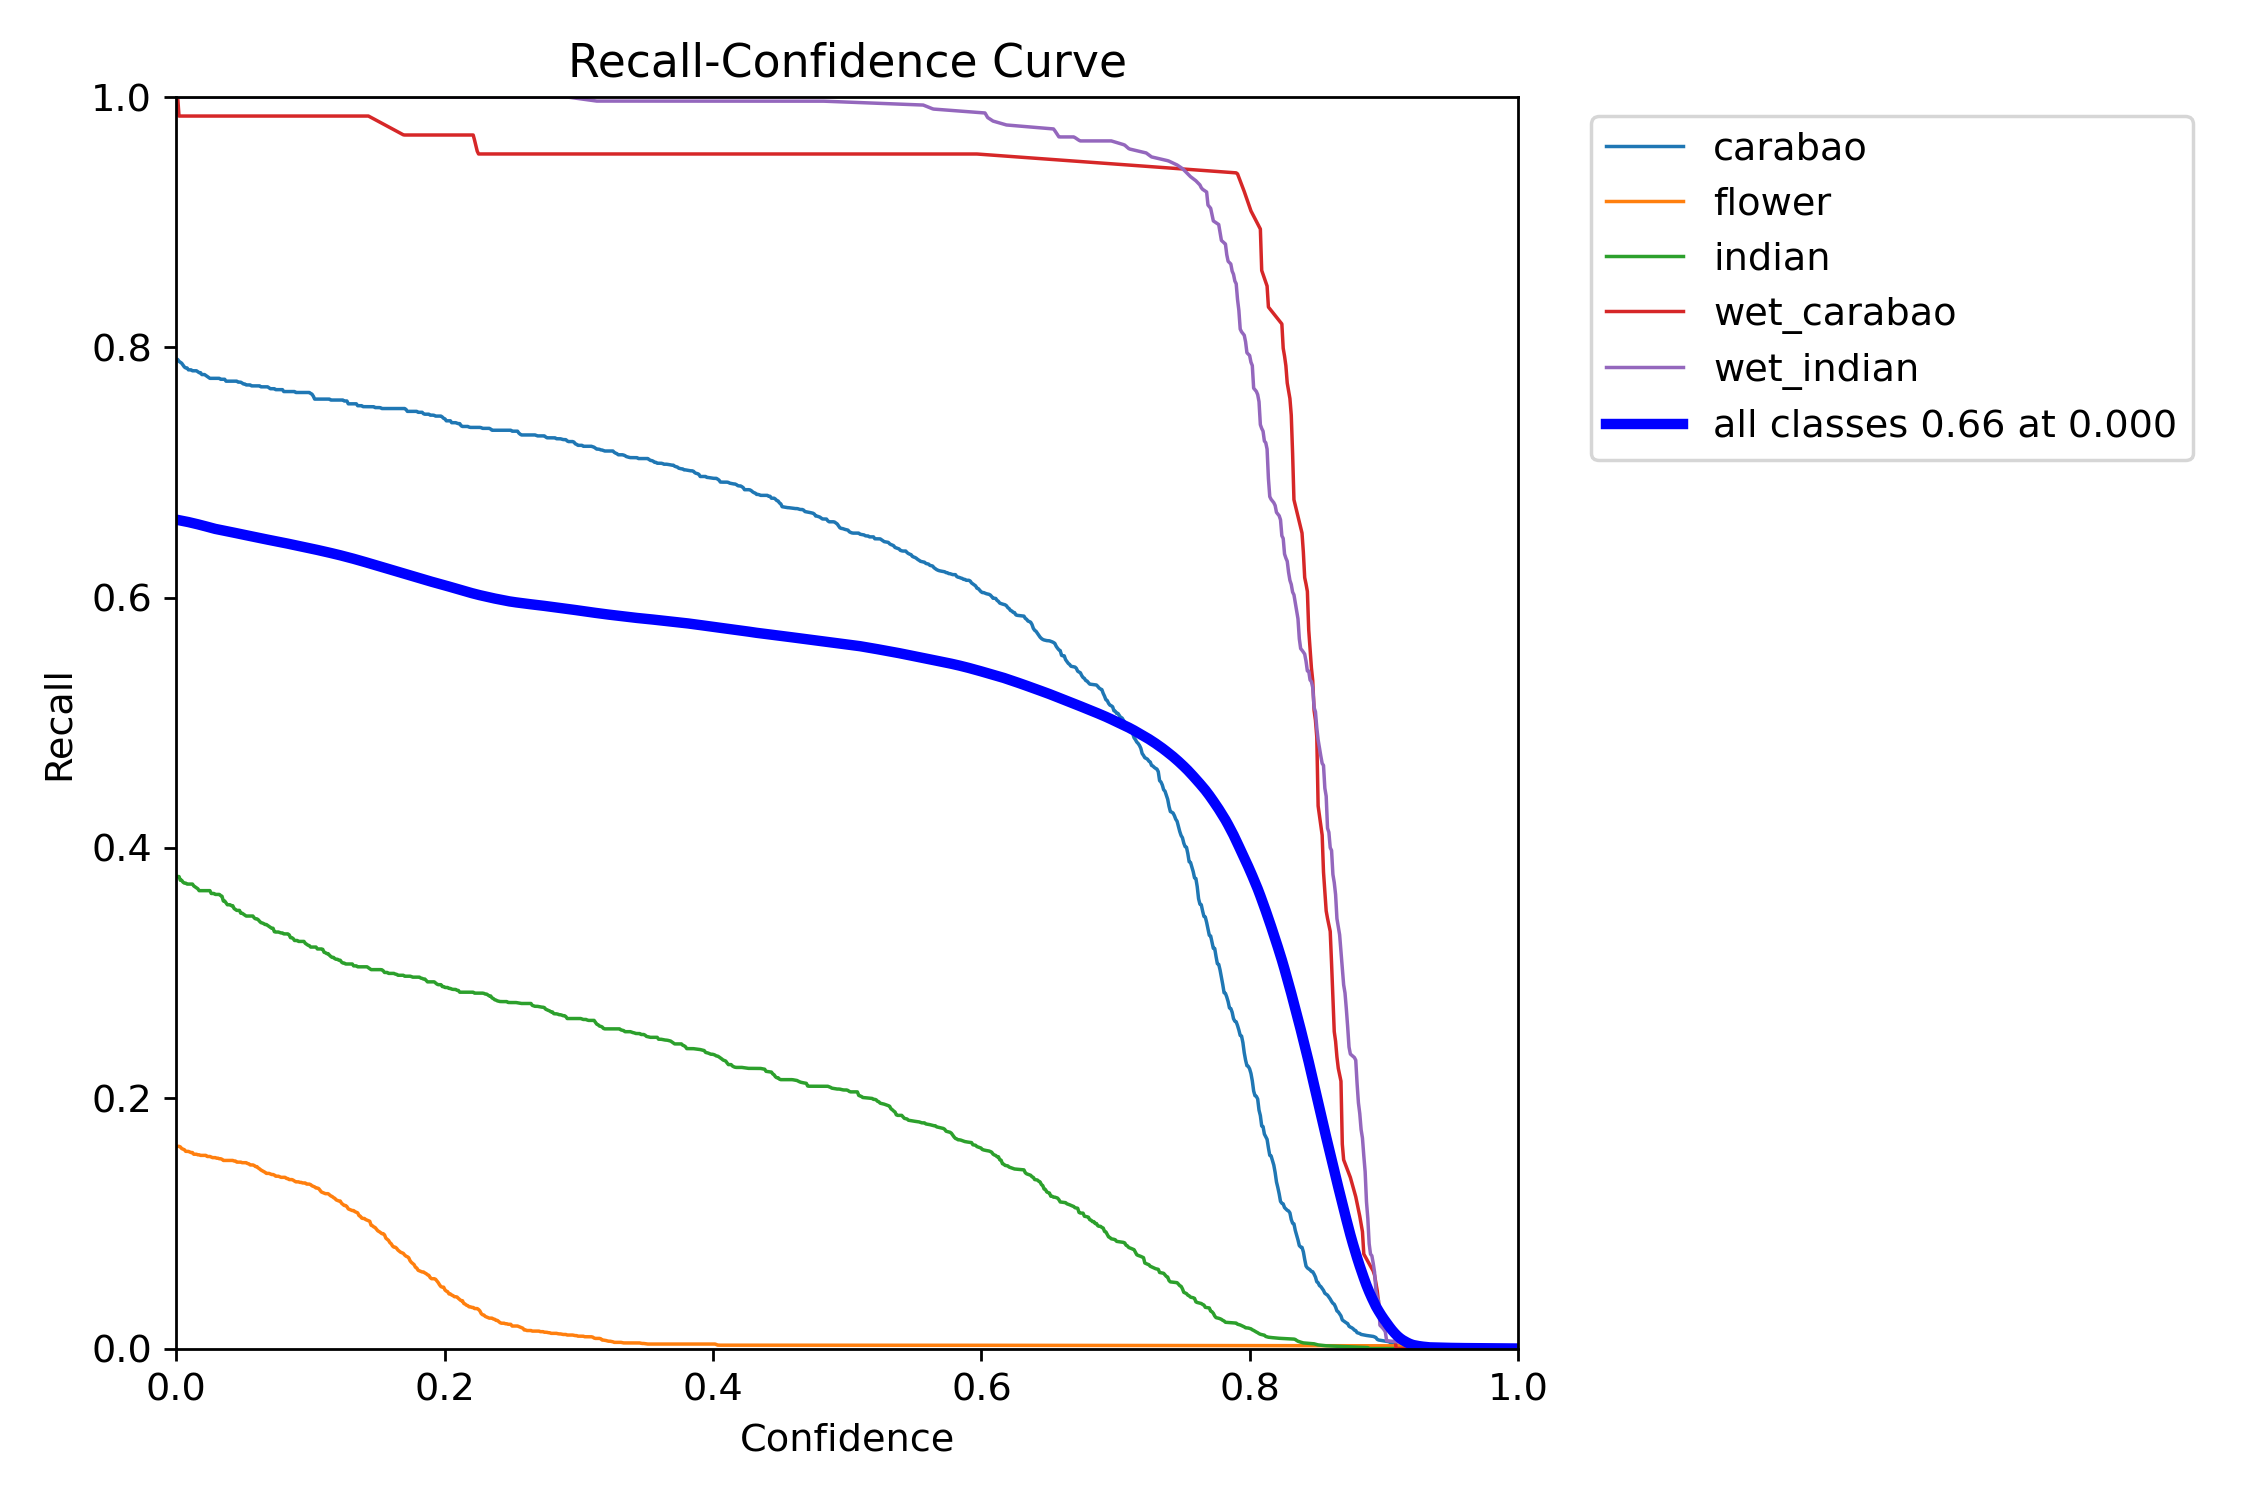 Recall-Confidence Curve
1.0
0.8
0.6
0.4
0.2
0.0
Recall
0.0 0.2 0.4 0.6 0.8 1.0
Confidence
carabao
flower
indian
wet_carabao
wet_indian
all classes 0.66 at 0.000